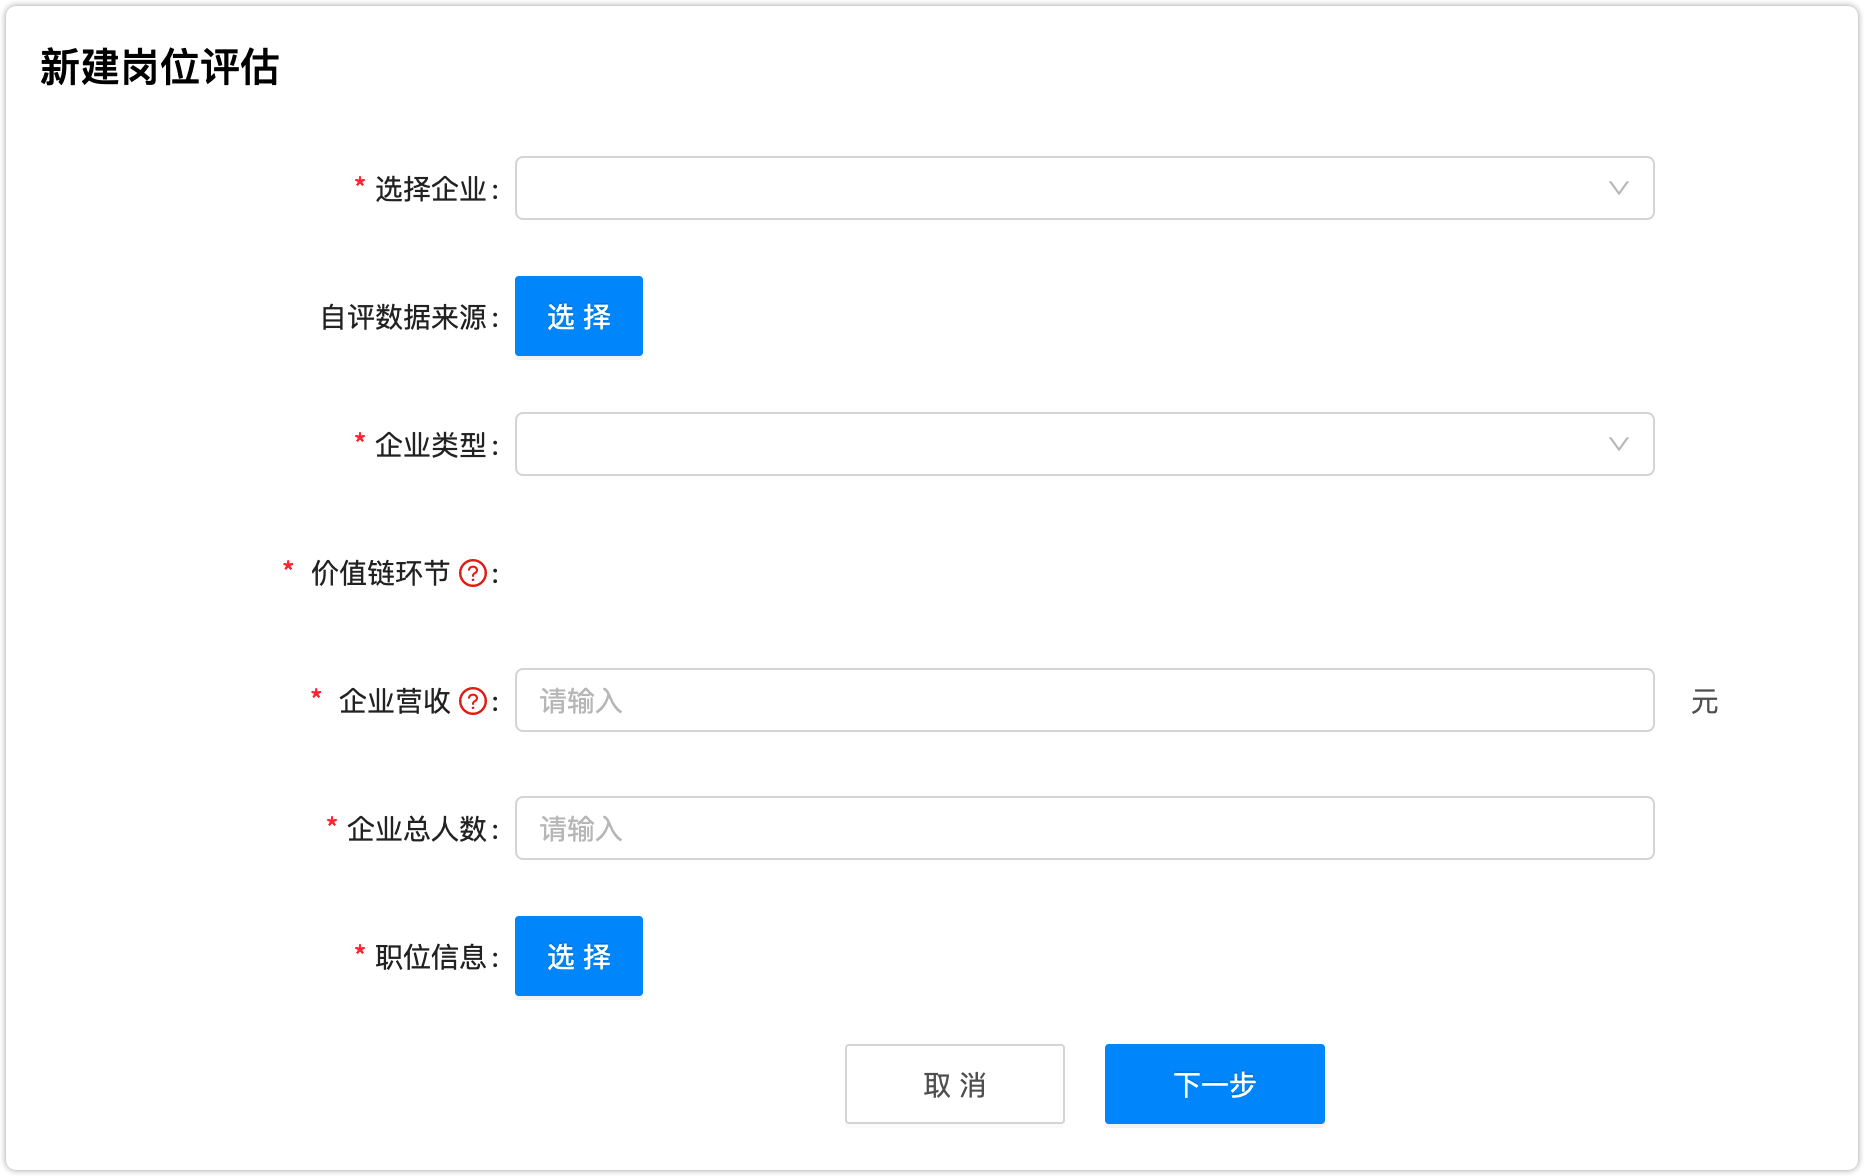 新建岗位评估
* 选择企业:
自评数据来源: 选 择
* 企业类型:
* 价值链环节 ? :
* 企业营收 ? : 请输入 元
* 企业总人数: 请输入
* 职位信息: 选 择
取 消 下一步